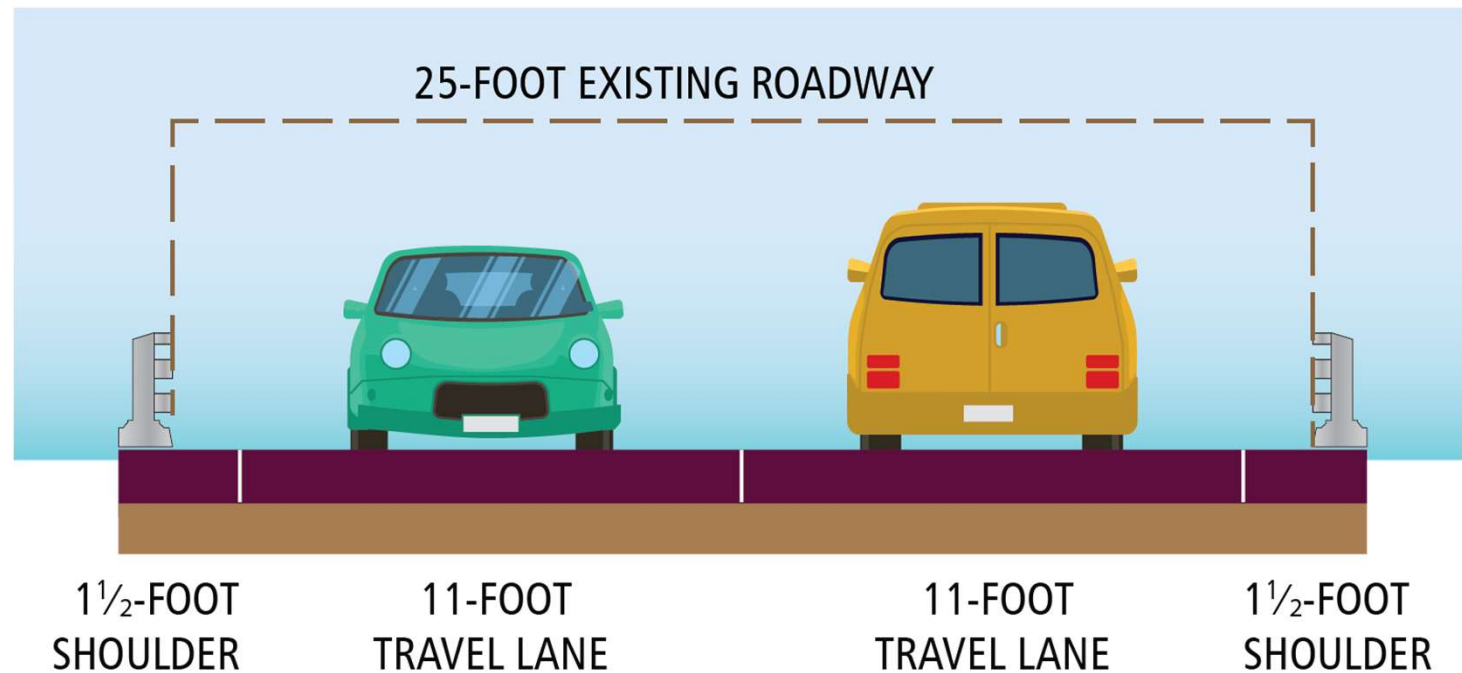 25-FOOT EXISTING ROADWAY
1½-FOOT
SHOULDER
11-FOOT
TRAVEL LANE
11-FOOT
TRAVEL LANE
1½-FOOT
SHOULDER